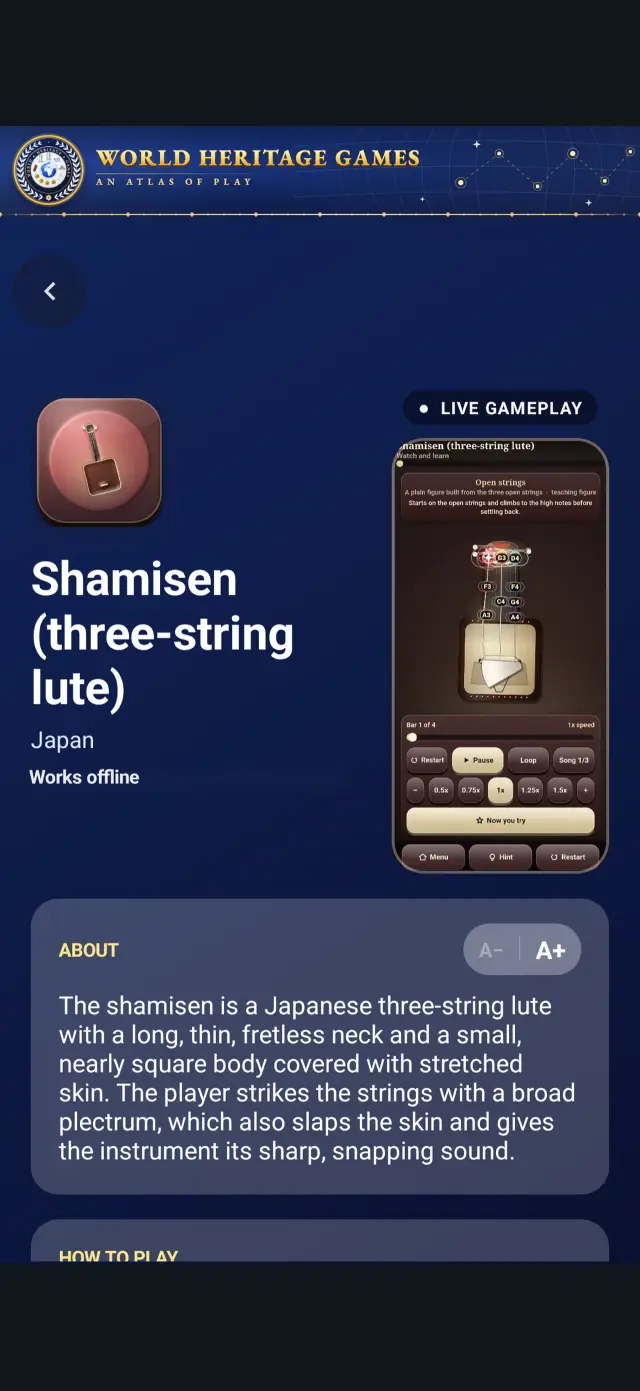 WORLD HERITAGE GAMES
AN ATLAS OF PLAY
LIVE GAMEPLAY
Shamisen
(three-string
lute)
Japan
Works offline
hamisen (three-string lute)
Watch and learn
Open strings
A plain figure built from the three open strings · teaching figure
Starts on the open strings and climbs to the high notes before
settling back.
G3 D4
F3 F4
C4 G4
A3 A4
Bar 1 of 4
1x speed
Restart
Pause
Loop
Song 1/3
− 0.5x 0.75x 1x 1.25x 1.5x +
Now you try
Menu
Hint
Restart
ABOUT
A− A+
The shamisen is a Japanese three-string lute
with a long, thin, fretless neck and a small,
nearly square body covered with stretched
skin. The player strikes the strings with a broad
plectrum, which also slaps the skin and gives
the instrument its sharp, snapping sound.
HOW TO PLAY